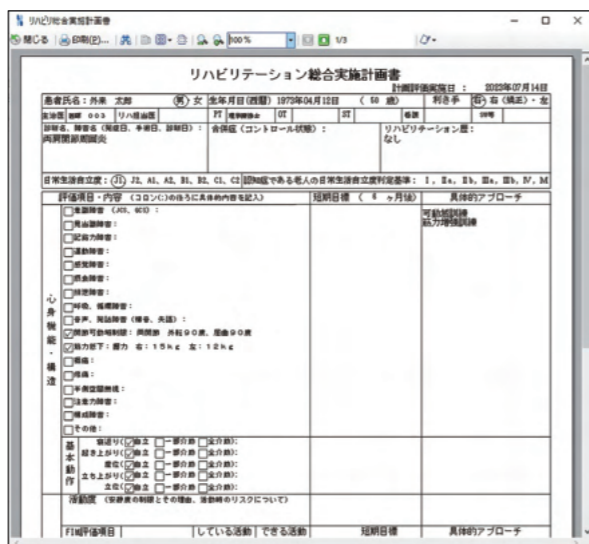 リハビリ総合実施計画書
閉じる 印刷(P)... 100% 1/3
リハビリテーション総合実施計画書
計画評価実施日： 2023年07月14日
患者氏名：外来 太郎 男 女 生年月日(西暦) 1973年04月12日 ( 50 歳) 利き手 右 右(矯正)・左
主治医 医師 003 リハ担当医 PT 理学療法士 OT ST 看護 SW等
診断名、障害名(発症日、手術日、診断日)： 合併症(コントロール状態)： リハビリテーション歴：
両肩関節周囲炎 なし
日常生活自立度：J1, J2, A1, A2, B1, B2, C1, C2 認知症である老人の日常生活自立度判定基準： Ⅰ, Ⅱa, Ⅱb, Ⅲa, Ⅲb, Ⅳ, M
評価項目・内容 (コロン(:)の後ろに具体的内容を記入) 短期目標 ( 6 ヶ月後) 具体的アプローチ
心身機能・構造
意識障害 (JCS, GCS)：
可動域訓練
見当識障害：
筋力増強訓練
記銘力障害：
運動障害：
感覚障害：
摂食障害：
排泄障害：
呼吸、循環障害：
音声、発話障害(構音、失語)：
関節可動域制限：両関節 外転90度、屈曲90度
筋力低下：握力 右：15kg 左：12kg
褥瘡：
疼痛：
半側空間無視：
注意力障害：
構成障害：
その他：
基本動作
寝返り(自立 一部介助 全介助)：
起き上がり(自立 一部介助 全介助)：
座位(自立 一部介助 全介助)：
立ち上がり(自立 一部介助 全介助)：
立位(自立 一部介助 全介助)：
活動度 (安静度の制限とその理由、活動時のリスクについて)
FIM評価項目 している活動 できる活動 短期目標 具体的アプローチ